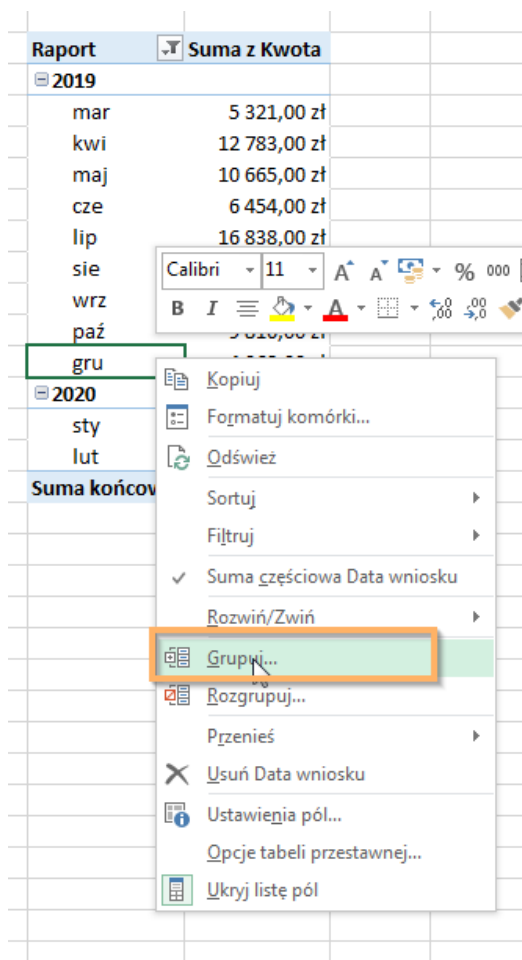 Raport Suma z Kwota
2019
mar 5 321,00 zł
kwi 12 783,00 zł
maj 10 665,00 zł
cze 6 454,00 zł
lip 16 838,00 zł
sie
Calibri 11 A A % 000
wrz
B I A
paź
gru
Kopiuj
2020
Formatuj komórki...
sty
lut
Odśwież
Suma końcow
Sortuj
Filtruj
Suma częściowa Data wniosku
Rozwiń/Zwiń
Grupuj...
Rozgrupuj...
Przenieś
Usuń Data wniosku
Ustawienia pól...
Opcje tabeli przestawnej...
Ukryj listę pól